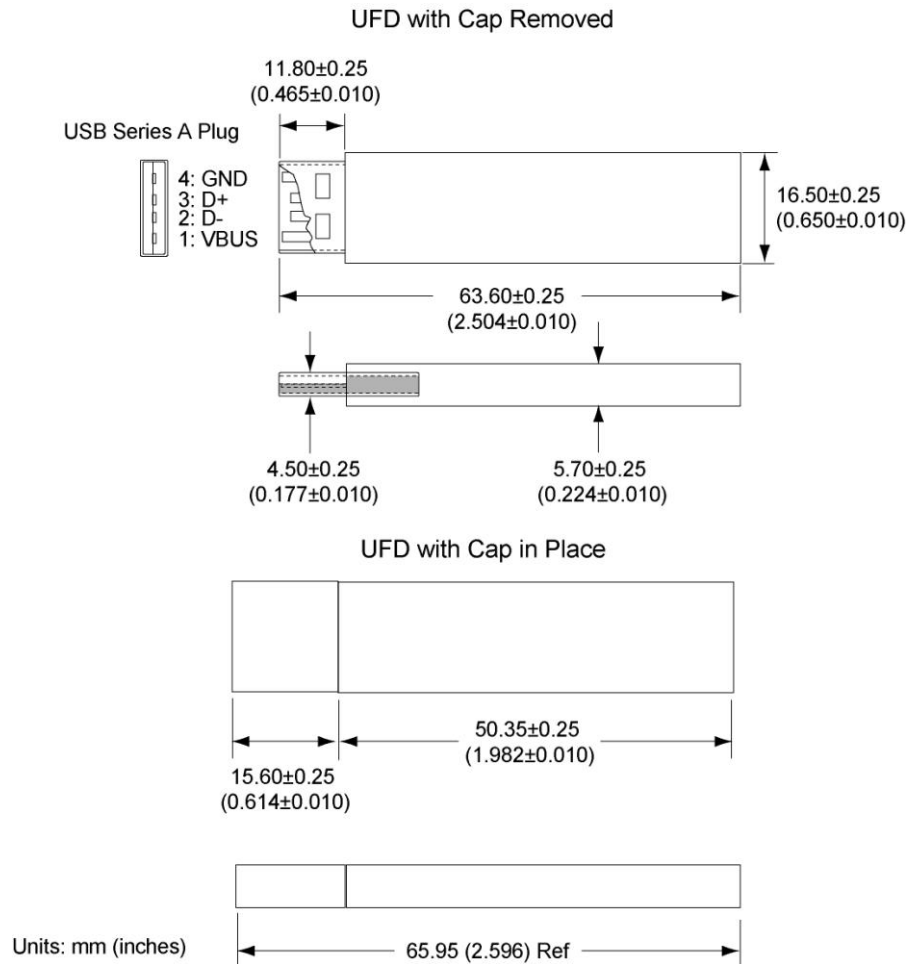 UFD with Cap Removed
11.80±0.25
(0.465±0.010)
USB Series A Plug
4: GND
3: D+
2: D-
1: VBUS
16.50±0.25
(0.650±0.010)
63.60±0.25
(2.504±0.010)
4.50±0.25
(0.177±0.010)
5.70±0.25
(0.224±0.010)
UFD with Cap in Place
50.35±0.25
(1.982±0.010)
15.60±0.25
(0.614±0.010)
Units: mm (inches)
65.95 (2.596) Ref